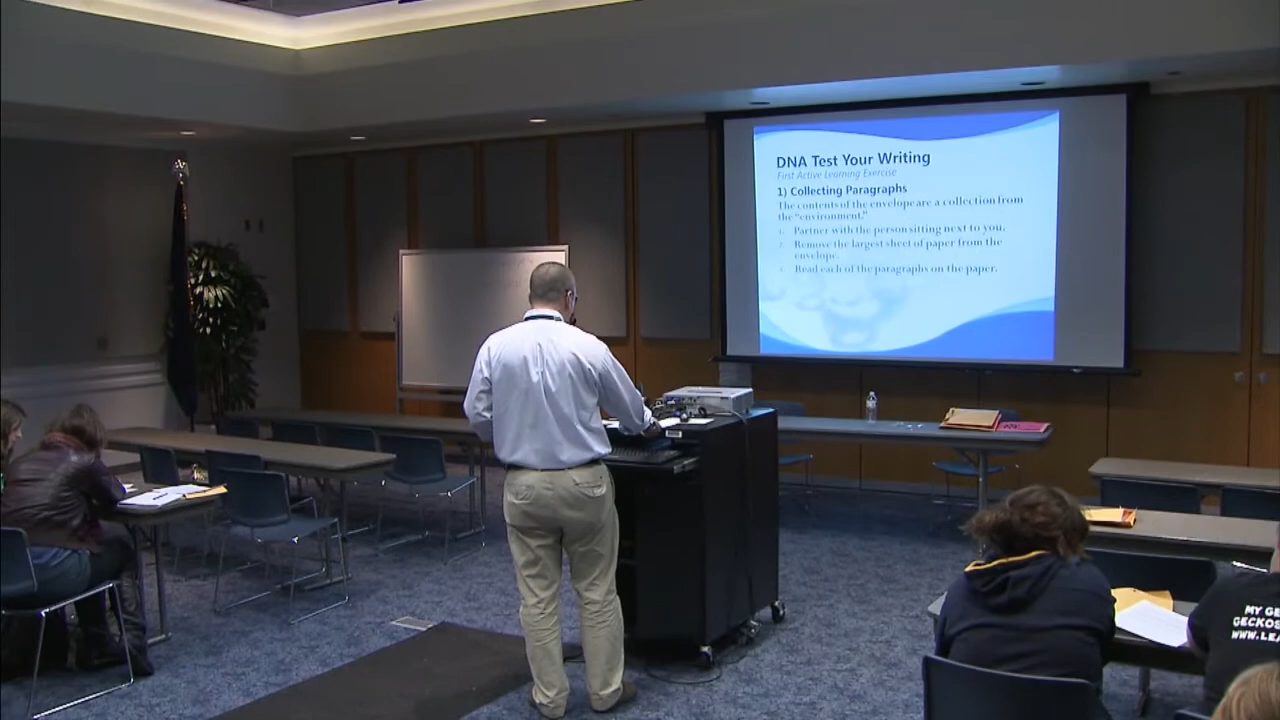 DNA Test Your Writing
First Active Learning Exercise
1) Collecting Paragraphs
The contents of the envelope are a collection from
the "environment."
1. Partner with the person sitting next to you.
2. Remove the largest sheet of paper from the
envelope.
3. Read each of the paragraphs on the paper.
MY GE
GECKOS
WWW.LEA